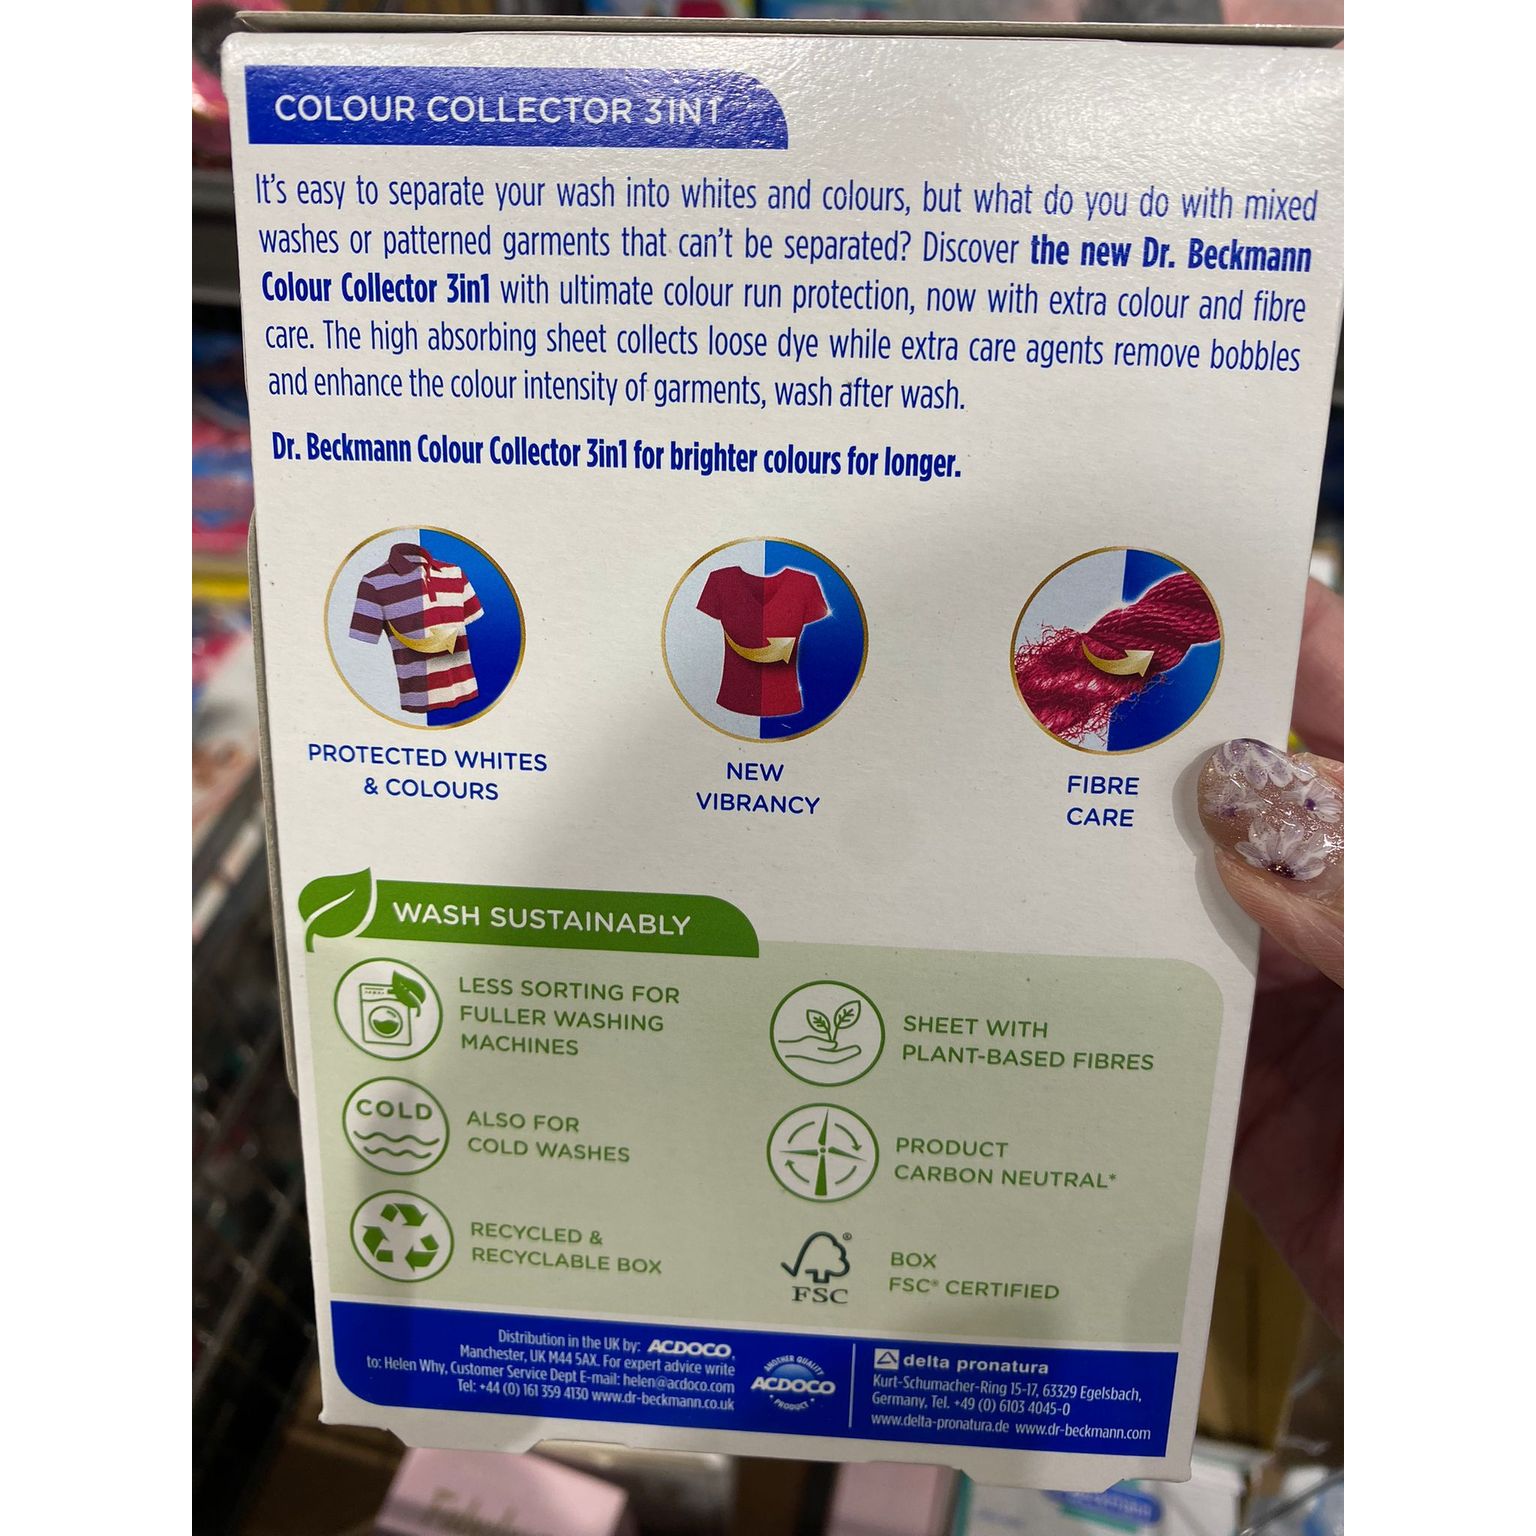 COLOUR COLLECTOR 3IN1
It's easy to separate your wash into whites and colours, but what do you do with mixed
washes or patterned garments that can't be separated? Discover the new Dr. Beckmann
Colour Collector 3in1 with ultimate colour run protection, now with extra colour and fibre
care. The high absorbing sheet collects loose dye while extra care agents remove bobbles
and enhance the colour intensity of garments, wash after wash.
Dr. Beckmann Colour Collector 3in1 for brighter colours for longer.
PROTECTED WHITES
& COLOURS
NEW
VIBRANCY
FIBRE
CARE
WASH SUSTAINABLY
LESS SORTING FOR
FULLER WASHING
MACHINES
SHEET WITH
PLANT-BASED FIBRES
COLD
ALSO FOR
COLD WASHES
PRODUCT
CARBON NEUTRAL*
RECYCLED &
RECYCLABLE BOX
®
FSC
BOX
FSC® CERTIFIED
Distribution in the UK by: ACDOCO,
Manchester, UK M44 5AX. For expert advice write
to: Helen Why, Customer Service Dept E-mail: helen@acdoco.com
Tel: +44 (0) 161 359 4130 www.dr-beckmann.co.uk
ANOTHER QUALITY
ACDOCO
PRODUCT
delta pronatura
Kurt-Schumacher-Ring 15-17, 63329 Egelsbach,
Germany, Tel. +49 (0) 6103 4045-0
www.delta-pronatura.de www.dr-beckmann.com